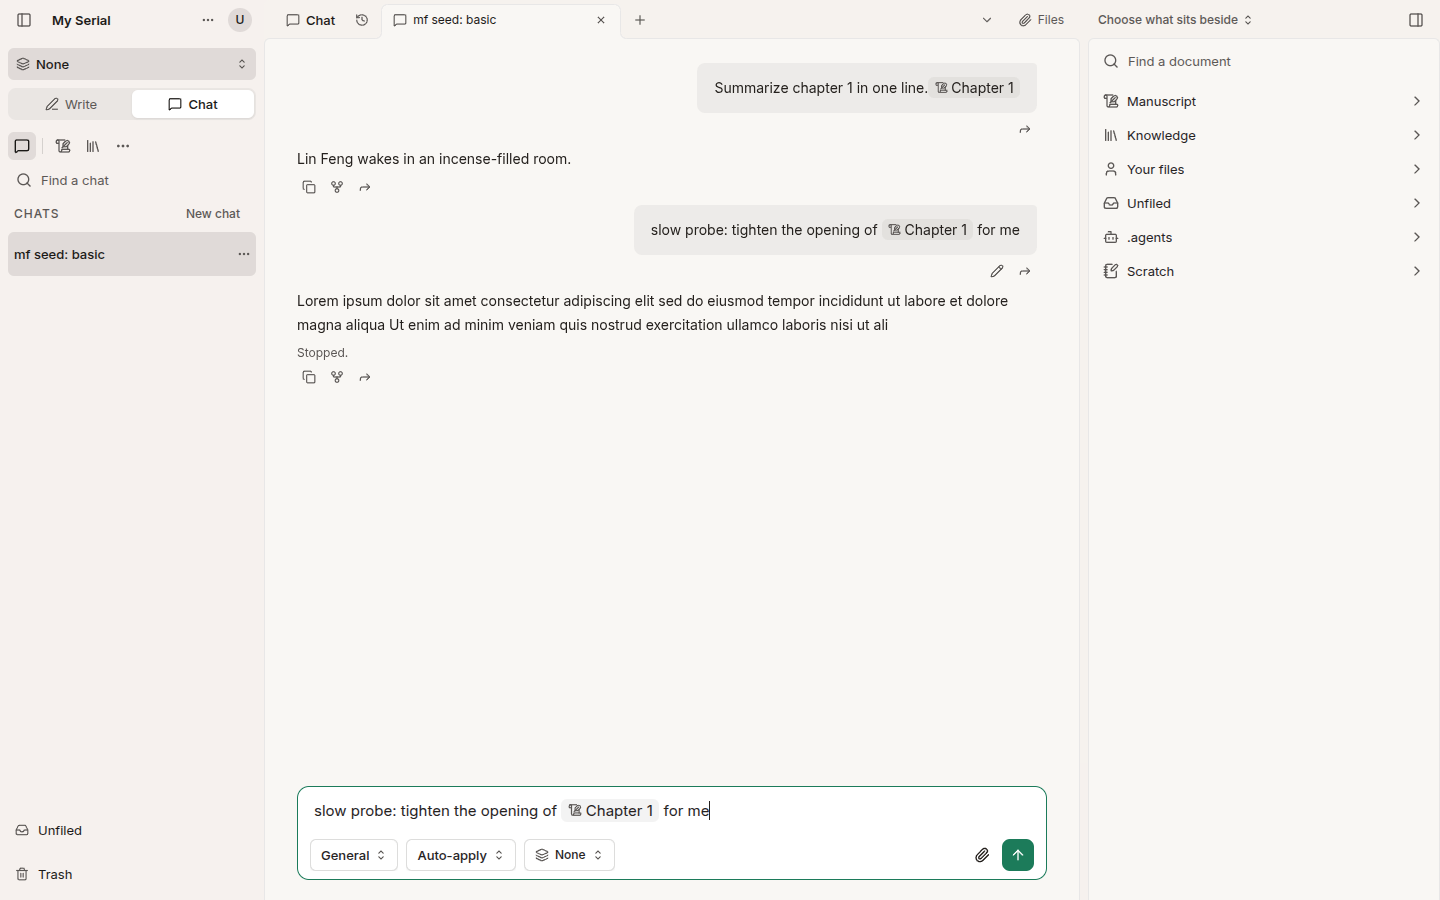 My Serial
U
None
Write
Chat
Find a chat
CHATS
New chat
mf seed: basic
Unfiled
Trash
Chat
mf seed: basic
Files
Summarize chapter 1 in one line. Chapter 1
Lin Feng wakes in an incense-filled room.
slow probe: tighten the opening of Chapter 1 for me
Lorem ipsum dolor sit amet consectetur adipiscing elit sed do eiusmod tempor incididunt ut labore et dolore
magna aliqua Ut enim ad minim veniam quis nostrud exercitation ullamco laboris nisi ut ali
Stopped.
slow probe: tighten the opening of Chapter 1 for me
General
Auto-apply
None
Choose what sits beside
Find a document
Manuscript
Knowledge
Your files
Unfiled
.agents
Scratch